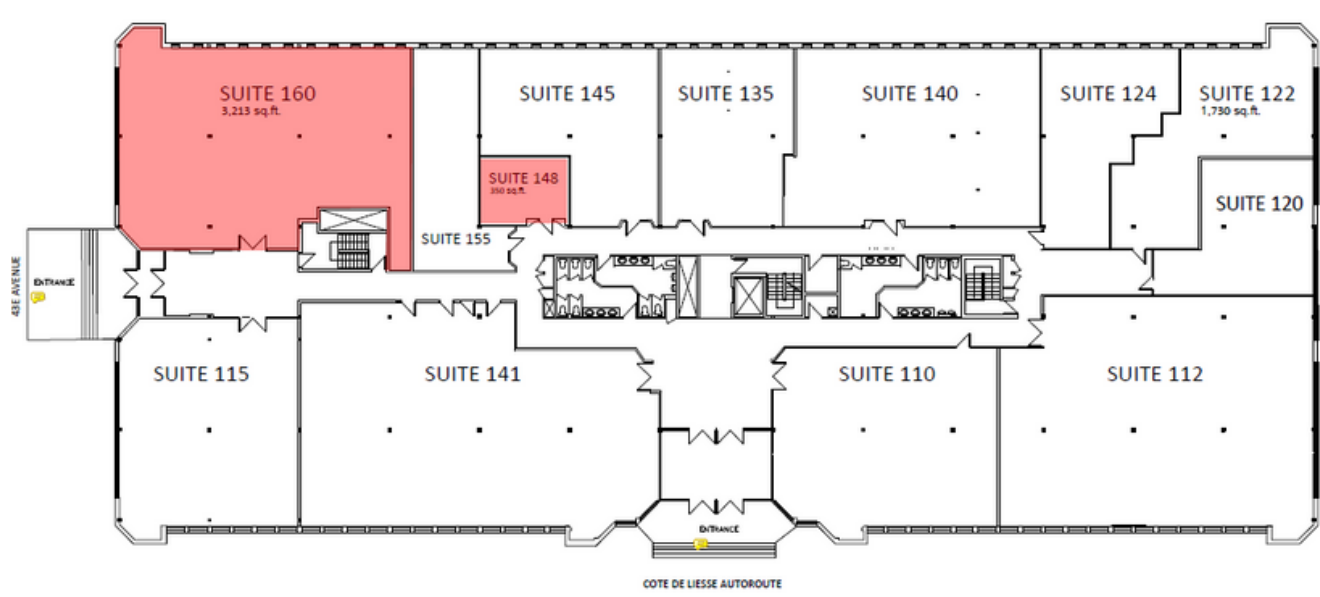 SUITE 160
3,213 sq.ft.
SUITE 145
SUITE 135
SUITE 140
SUITE 124
SUITE 122
1,730 sq.ft.
SUITE 148
350 sq.ft.
SUITE 120
SUITE 155
43E AVENUE
ENTRANCE
SUITE 115
SUITE 141
SUITE 110
SUITE 112
ENTRANCE
COTE DE LIESSE AUTOROUTE